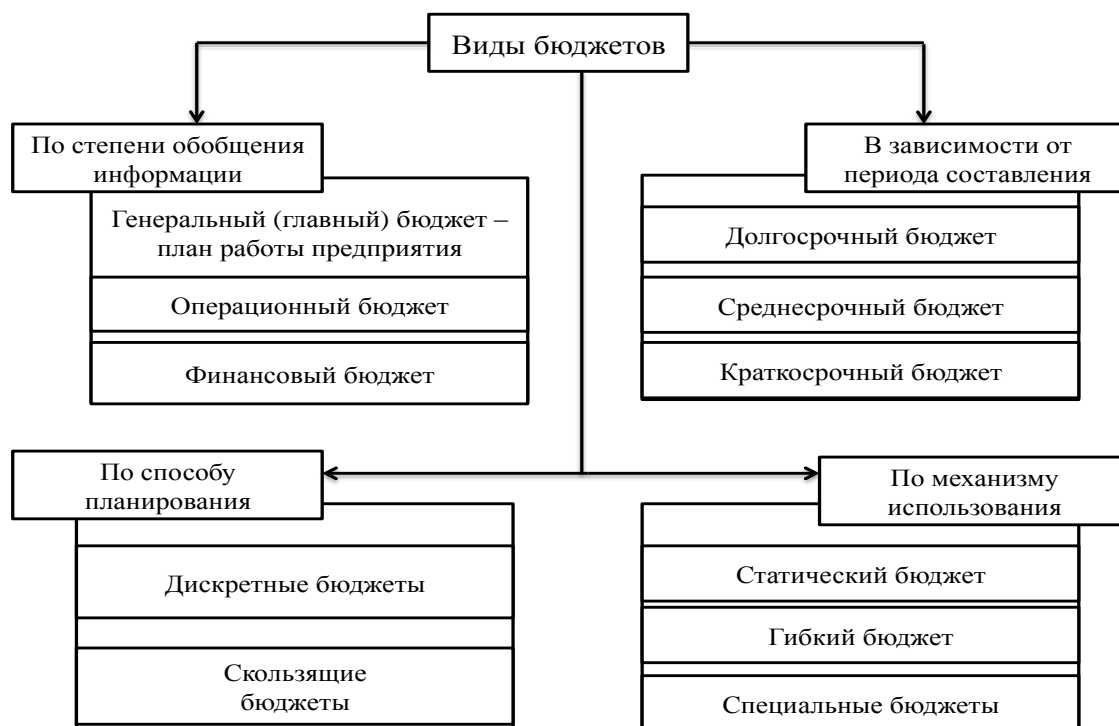 Виды бюджетов
По степени обобщения
информации
Генеральный (главный) бюджет –
план работы предприятия
Операционный бюджет
Финансовый бюджет
В зависимости от
периода составления
Долгосрочный бюджет
Среднесрочный бюджет
Краткосрочный бюджет
По способу
планирования
Дискретные бюджеты
Скользящие
бюджеты
По механизму
использования
Статический бюджет
Гибкий бюджет
Специальные бюджеты